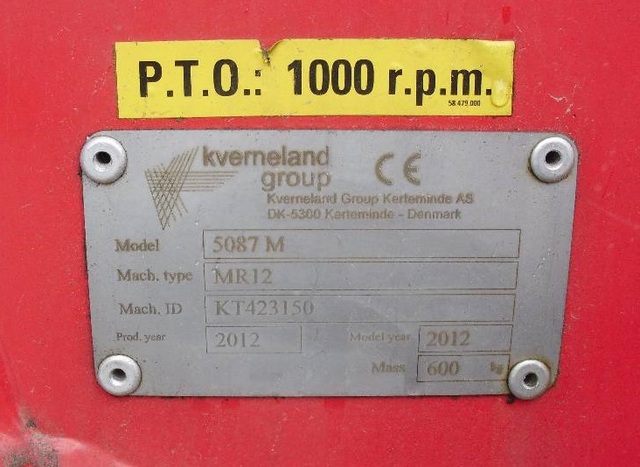 P.T.O.: 1000 r.p.m.
58 479.000
kverneland
group
CE
Kverneland Group Kerteminde AS
DK-5300 Kerteminde - Denmark
Model 5087 M
Mach. type MR12
Mach. ID KT423150
Prod. year 2012 Model year 2012
Mass 600 kg